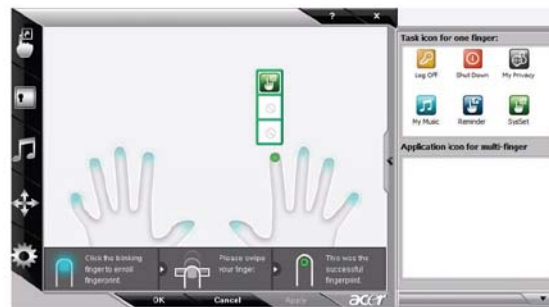 ? X
Task icon for one finger:
Log Off Shut Down My Privacy
My Music Reminder SysSet
Application icon for multi-finger
Click the blinking
finger to enroll
fingerprint.
Please swipe
your finger.
This was the
successful
fingerprint.
OK Cancel Apply acer